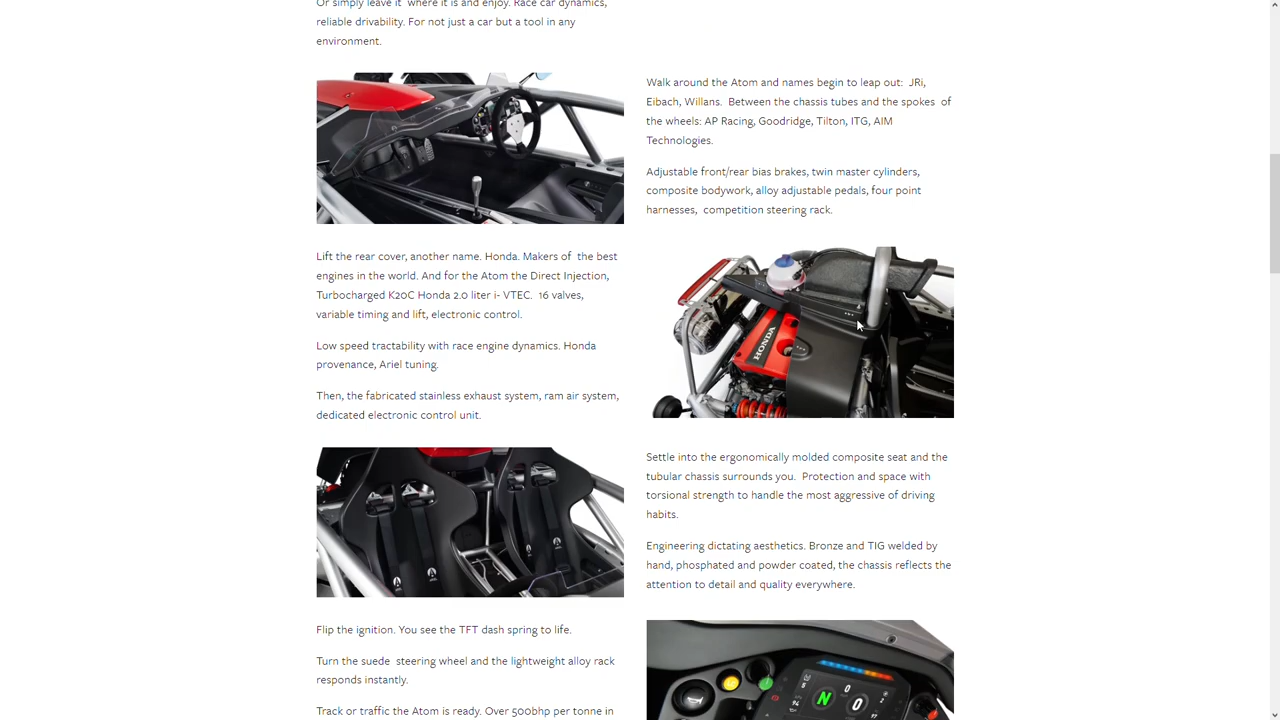 Or simply leave it where it is and enjoy. Race car dynamics,
reliable drivability. For not just a car but a tool in any
environment.
Walk around the Atom and names begin to leap out: JRi,
Eibach, Willans. Between the chassis tubes and the spokes of
the wheels: AP Racing, Goodridge, Tilton, ITG, AIM
Technologies.
Adjustable front/rear bias brakes, twin master cylinders,
composite bodywork, alloy adjustable pedals, four point
harnesses, competition steering rack.
Lift the rear cover, another name. Honda. Makers of the best
engines in the world. And for the Atom the Direct Injection,
Turbocharged K20C Honda 2.0 liter i- VTEC. 16 valves,
variable timing and lift, electronic control.
Low speed tractability with race engine dynamics. Honda
provenance, Ariel tuning.
Then, the fabricated stainless exhaust system, ram air system,
dedicated electronic control unit.
HONDA
Settle into the ergonomically molded composite seat and the
tubular chassis surrounds you. Protection and space with
torsional strength to handle the most aggressive of driving
habits.
Engineering dictating aesthetics. Bronze and TIG welded by
hand, phosphated and powder coated, the chassis reflects the
attention to detail and quality everywhere.
Flip the ignition. You see the TFT dash spring to life.
Turn the suede steering wheel and the lightweight alloy rack
responds instantly.
Track or traffic the Atom is ready. Over 500bhp per tonne in
N
0
0
5
94
2